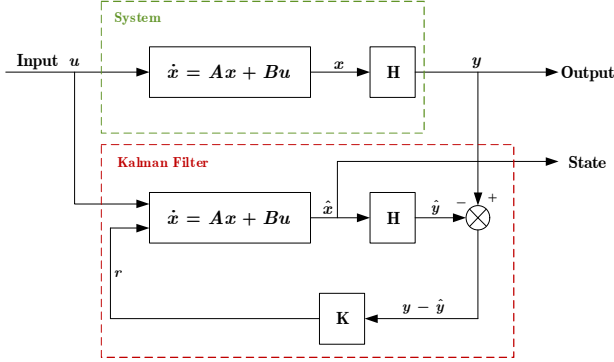 System
Input u
ẋ = Ax + Bu
x
H
y
Output
Kalman Filter
State
ẋ = Ax + Bu
x̂
H
ŷ
−
+
r
K
y − ŷ